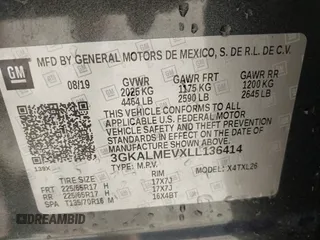 GM
MFD BY GENERAL MOTORS DE MEXICO, S. DE R.L. DE C.V.
08/19 GVWR GAWR FRT GAWR RR
2025 KG 1175 KG 1200 KG
4464 LB 2590 LB 2645 LB
THIS VEHICLE CONFORMS TO ALL
APPLICABLE U.S. FEDERAL MOTOR
VEHICLE SAFETY
THEFT PREVENTION STANDARDS IN
EFFECT ON THE DATE OF
MANUFACTURE SHOWN ABOVE.
3GKALMEVXLL136414
TYPE: M.P.V. MODEL: X4TXL26
TIRE SIZE RIM
FRT 225/65R17 H 17X7J
RR 225/65R17 H 17X7J
SPA T135/70R16 M 16X4BT
DREAMBID